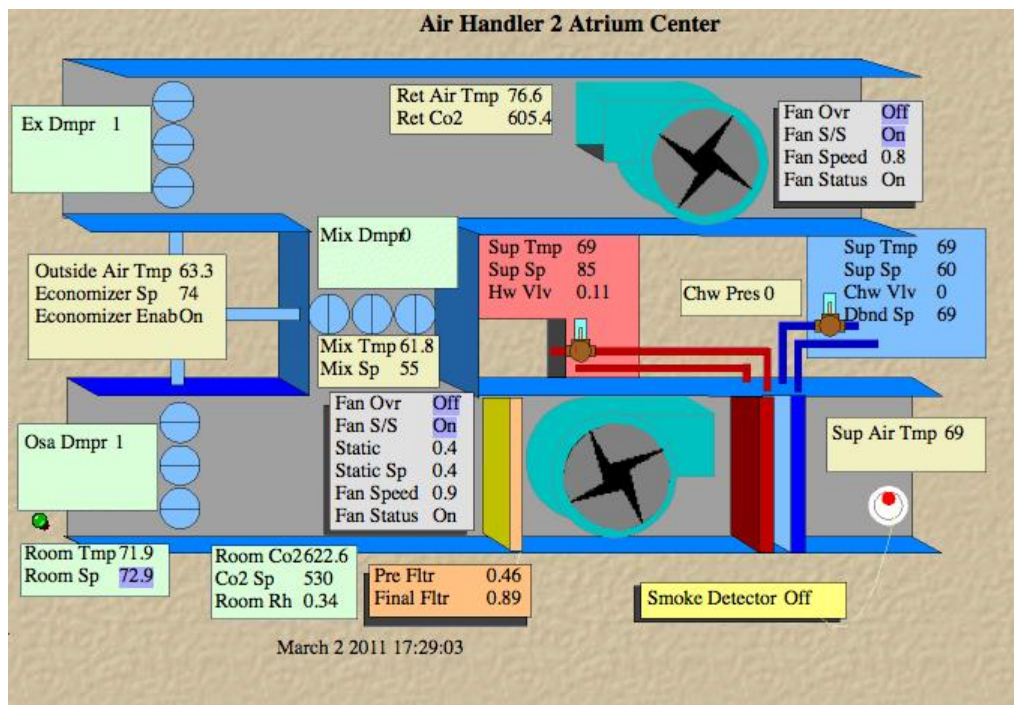 Air Handler 2 Atrium Center
Ex Dmpr 1
Ret Air Tmp 76.6
Ret Co2 605.4
Fan Ovr Off
Fan S/S On
Fan Speed 0.8
Fan Status On
Outside Air Tmp 63.3
Economizer Sp 74
Economizer Enab On
Mix Dmpr 0
Mix Tmp 61.8
Mix Sp 55
Sup Tmp 69
Sup Sp 85
Hw Vlv 0.11
Chw Pres 0
Sup Tmp 69
Sup Sp 60
Chw Vlv 0
Dbnd Sp 69
Osa Dmpr 1
Fan Ovr Off
Fan S/S On
Static 0.4
Static Sp 0.4
Fan Speed 0.9
Fan Status On
Sup Air Tmp 69
Room Tmp 71.9
Room Sp 72.9
Room Co2 622.6
Co2 Sp 530
Room Rh 0.34
Pre Fltr 0.46
Final Fltr 0.89
Smoke Detector Off
March 2 2011 17:29:03